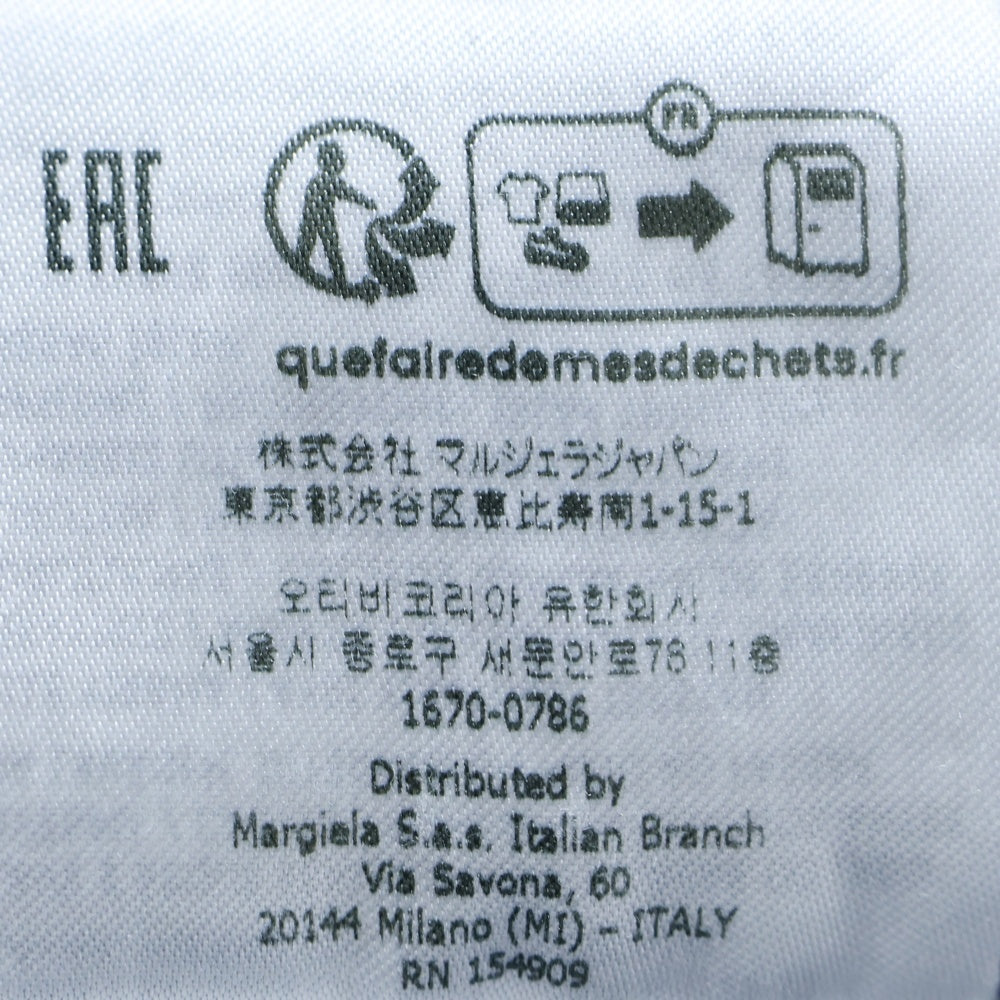 EAC
FR
quefairedemesdechets.fr
株式会社 マルジェラジャパン
東京都渋谷区恵比寿南1-15-1
오티비코리아 유한회사
서울시 종로구 새문안로76 11층
1670-0786
Distributed by
Margiela S.a.s. Italian Branch
Via Savona, 60
20144 Milano (MI) - ITALY
RN 154909